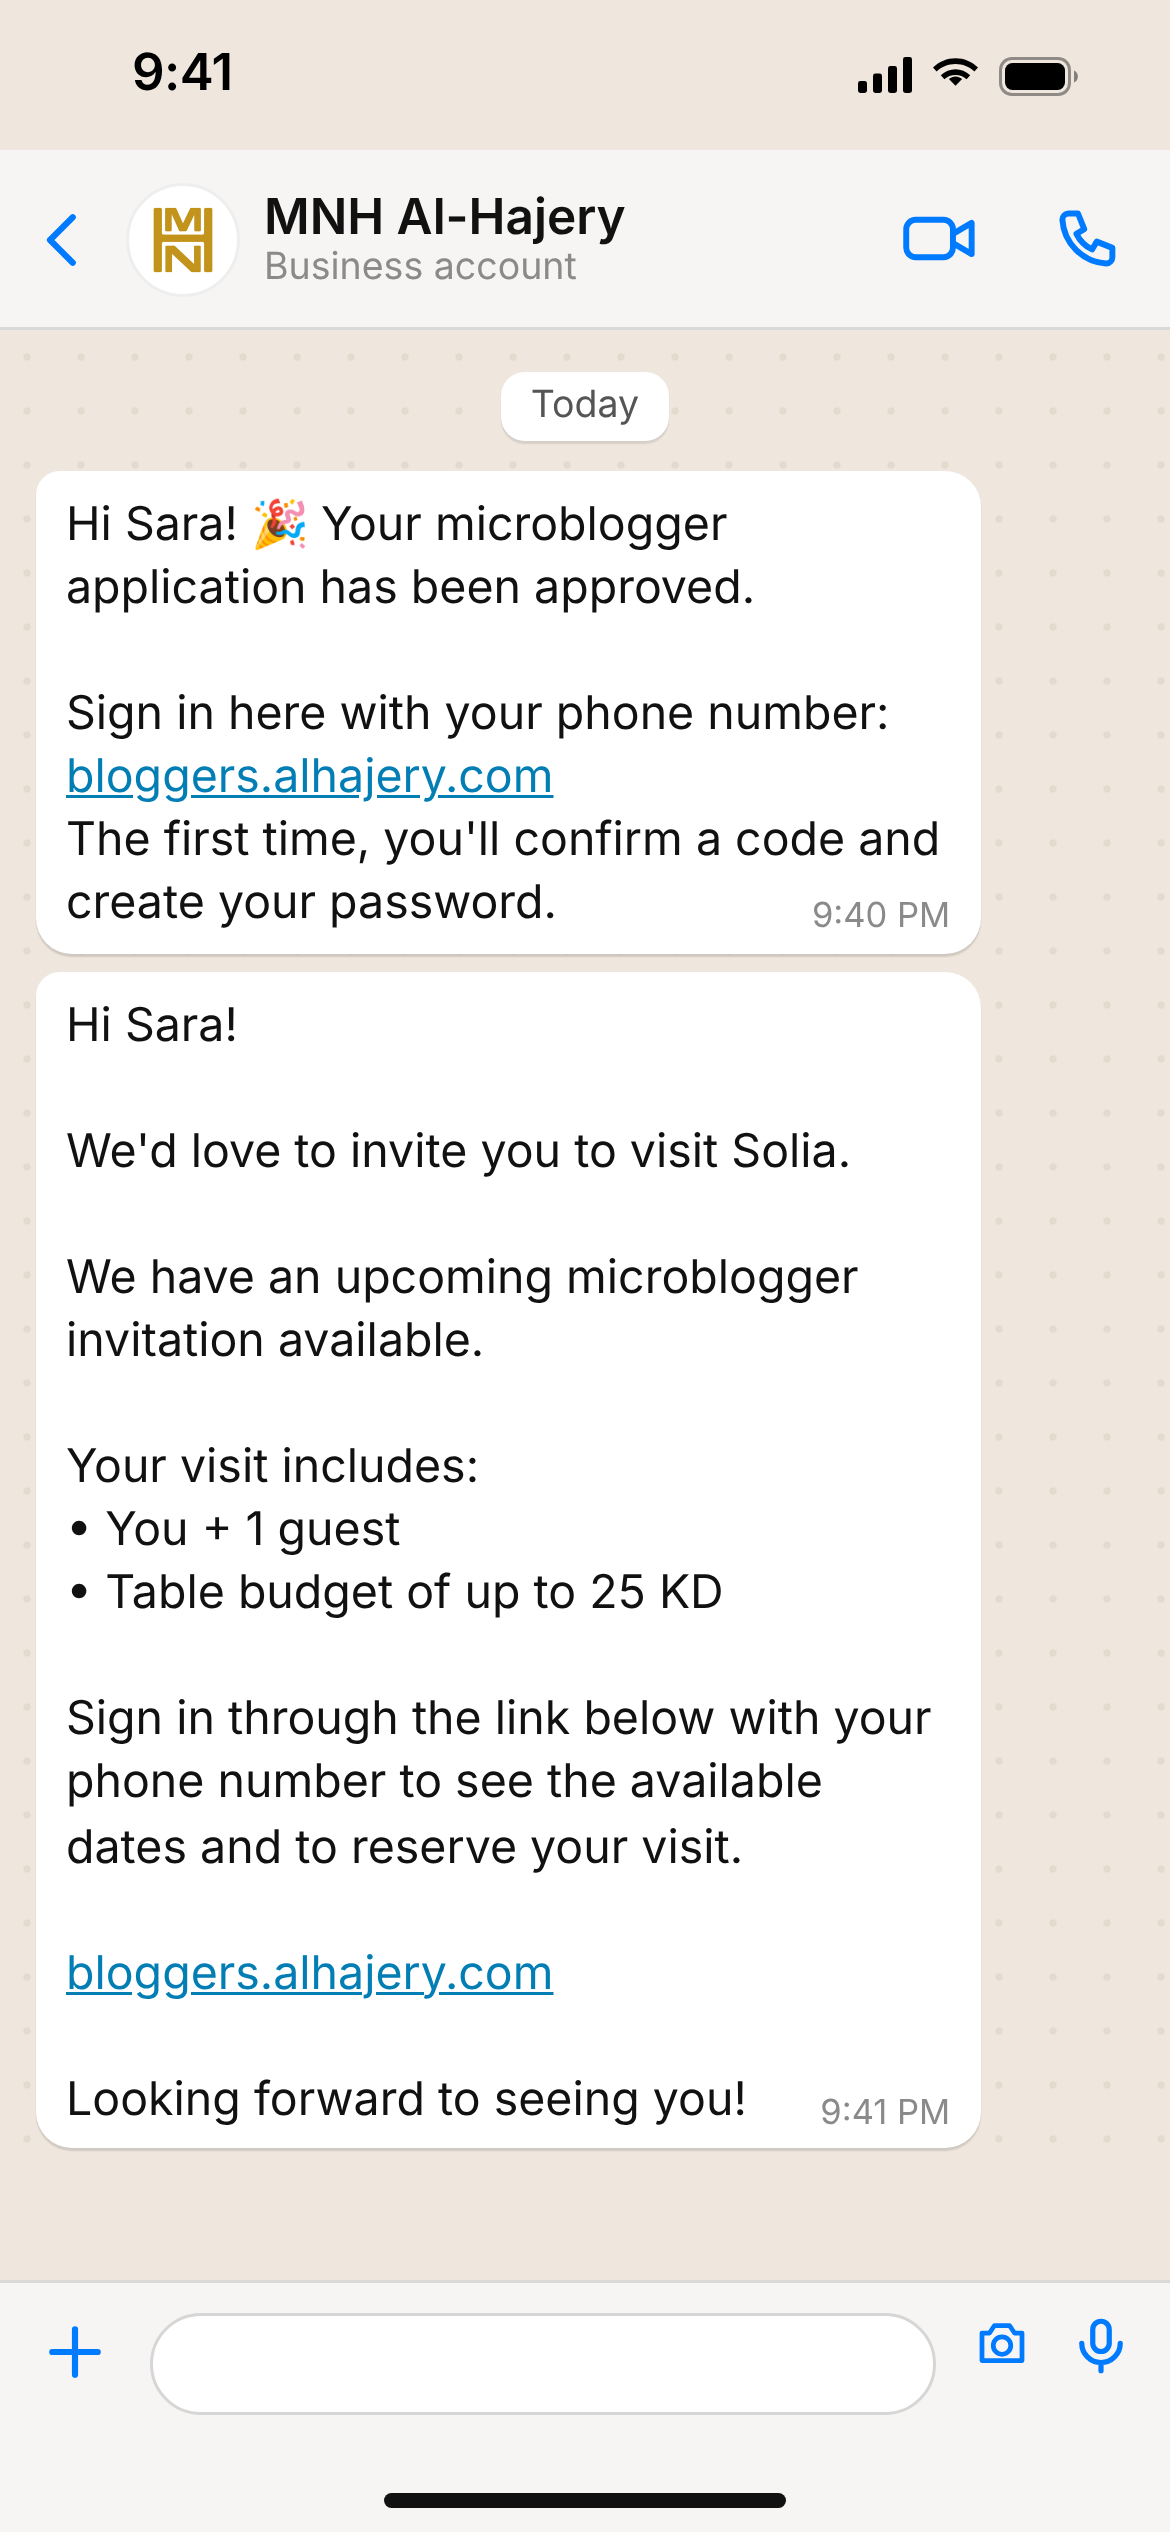 9:41
MNH Al-Hajery
Business account
Today
Hi Sara! 🎉 Your microblogger
application has been approved.
Sign in here with your phone number:
bloggers.alhajery.com
The first time, you'll confirm a code and
create your password.
9:40 PM
Hi Sara!
We'd love to invite you to visit Solia.
We have an upcoming microblogger
invitation available.
Your visit includes:
• You + 1 guest
• Table budget of up to 25 KD
Sign in through the link below with your
phone number to see the available
dates and to reserve your visit.
bloggers.alhajery.com
Looking forward to seeing you!
9:41 PM